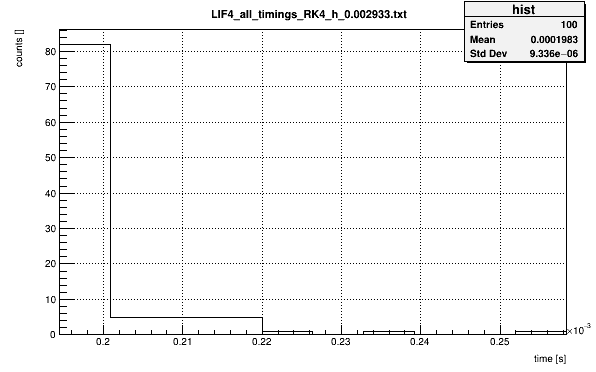 LIF4_all_timings_RK4_h_0.002933.txt
hist
Entries 100
Mean 0.0001983
Std Dev 9.336e−06
counts []
80
70
60
50
40
30
20
10
0
0.2 0.21 0.22 0.23 0.24 0.25
×10⁻³
time [s]